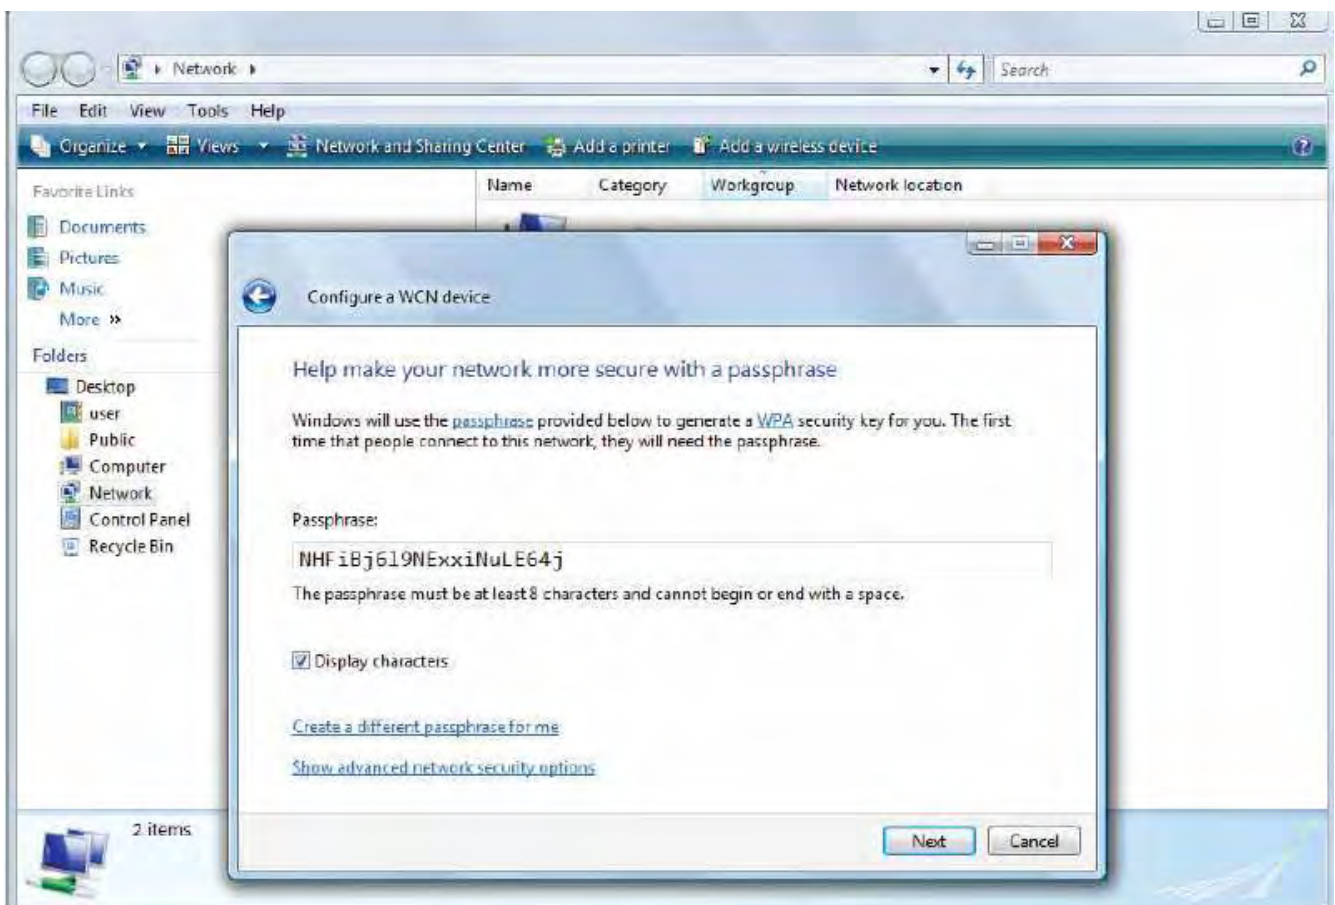 Network
Search
File Edit View Tools Help
Organize Views Network and Sharing Center Add a printer Add a wireless device
Favorite Links
Name Category Workgroup Network location
Documents
Pictures
Music
More »
Folders
Desktop
user
Public
Computer
Network
Control Panel
Recycle Bin
Configure a WCN device
Help make your network more secure with a passphrase
Windows will use the passphrase provided below to generate a WPA security key for you. The first
time that people connect to this network, they will need the passphrase.
Passphrase:
NHFiBj619NExxiNuLE64j
The passphrase must be at least 8 characters and cannot begin or end with a space.
Display characters
Create a different passphrase for me
Show advanced network security options
Next Cancel
2 items